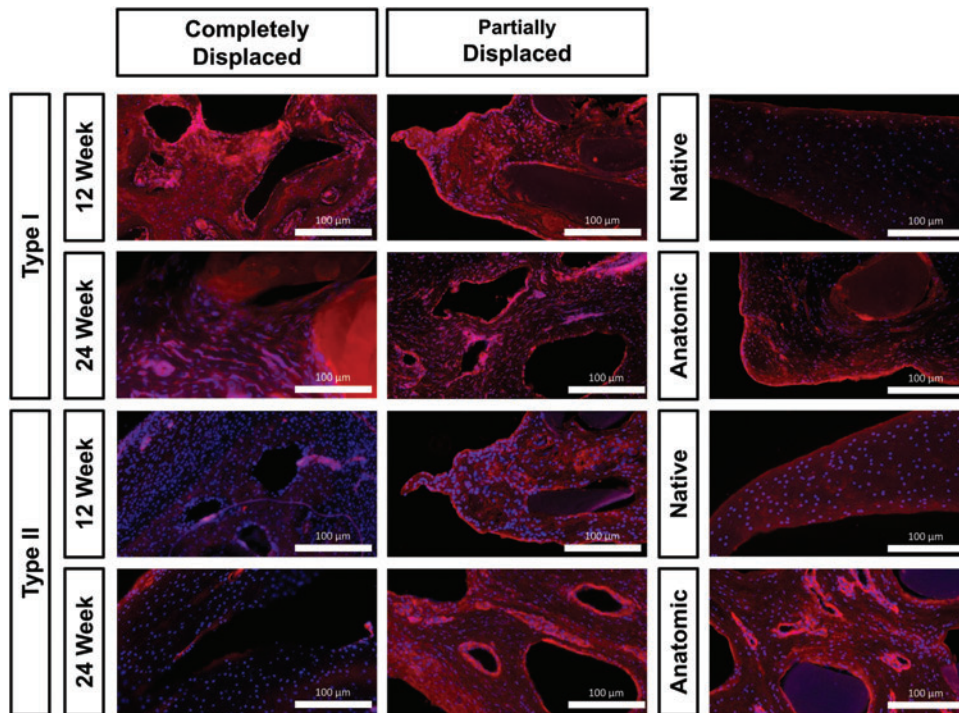 Completely
Displaced
Partially
Displaced
Type I
12 Week
100 µm
100 µm
Native
100 µm
24 Week
100 µm
100 µm
Anatomic
100 µm
Type II
12 Week
100 µm
100 µm
Native
100 µm
24 Week
100 µm
100 µm
Anatomic
100 µm